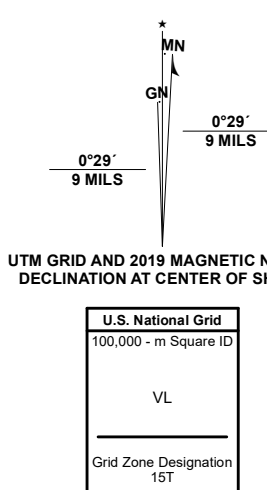 ★
MN
GN
0°29´
9 MILS
0°29´
9 MILS
UTM GRID AND 2019 MAGNETIC N
DECLINATION AT CENTER OF SH
U.S. National Grid
100,000 - m Square ID
VL
Grid Zone Designation
15T